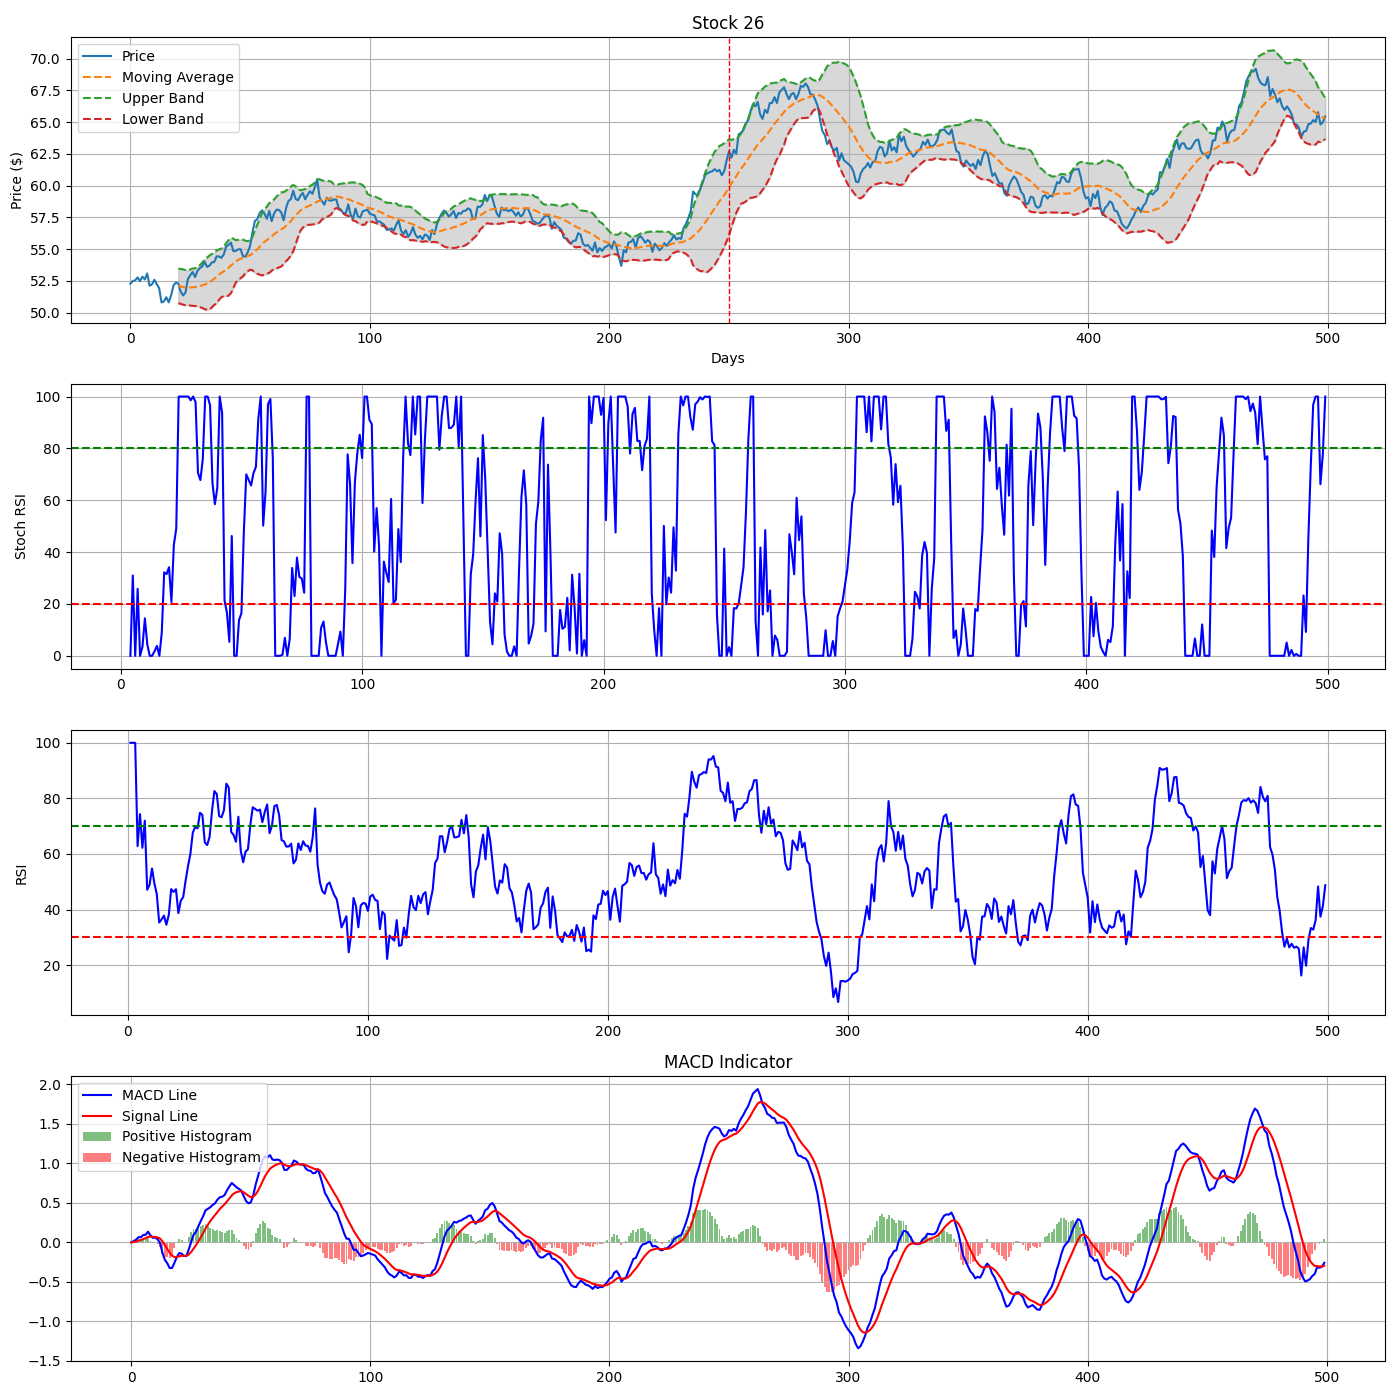 Stock 26
Price ($)
70.0
67.5
65.0
62.5
60.0
57.5
55.0
52.5
50.0
Price
Moving Average
Upper Band
Lower Band
0 100 200 300 400 500
Days
Stoch RSI
100
80
60
40
20
0
0 100 200 300 400 500
RSI
100
80
60
40
20
0 100 200 300 400 500
MACD Indicator
2.0
1.5
1.0
0.5
0.0
−0.5
−1.0
−1.5
MACD Line
Signal Line
Positive Histogram
Negative Histogram
0 100 200 300 400 500